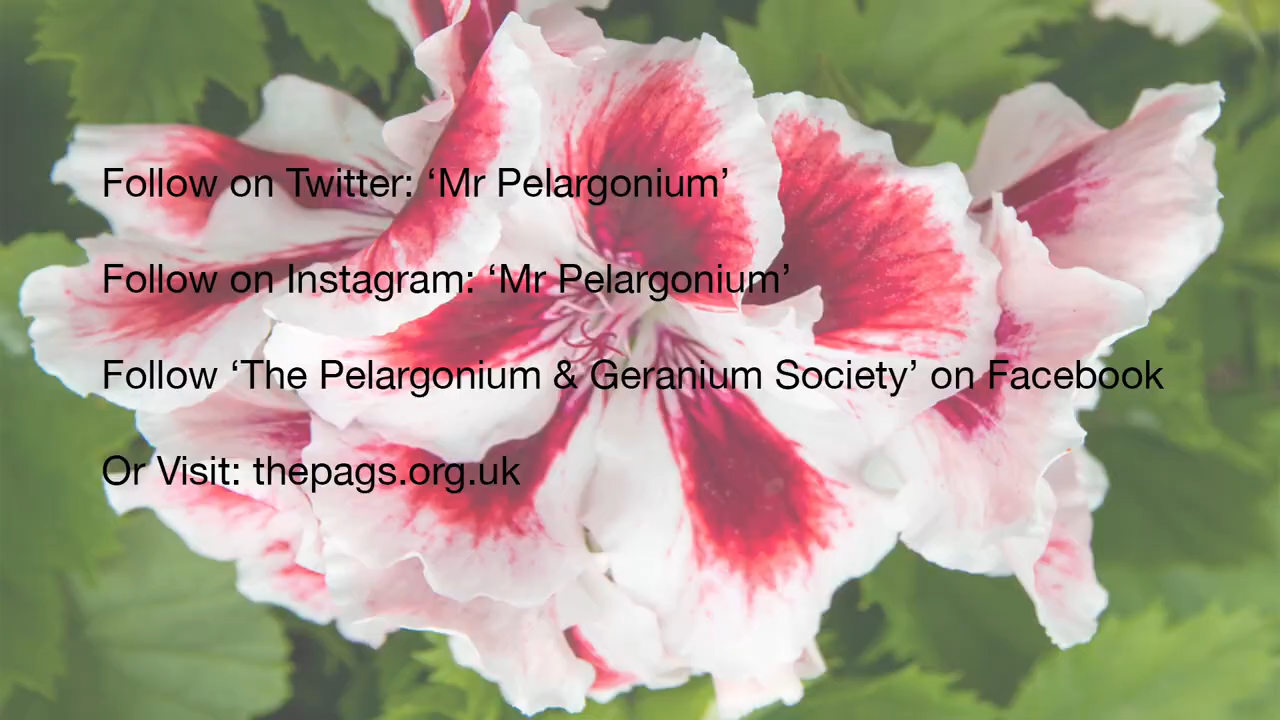 Follow on Twitter: ‘Mr Pelargonium’
Follow on Instagram: ‘Mr Pelargonium’
Follow ‘The Pelargonium & Geranium Society’ on Facebook
Or Visit: thepags.org.uk